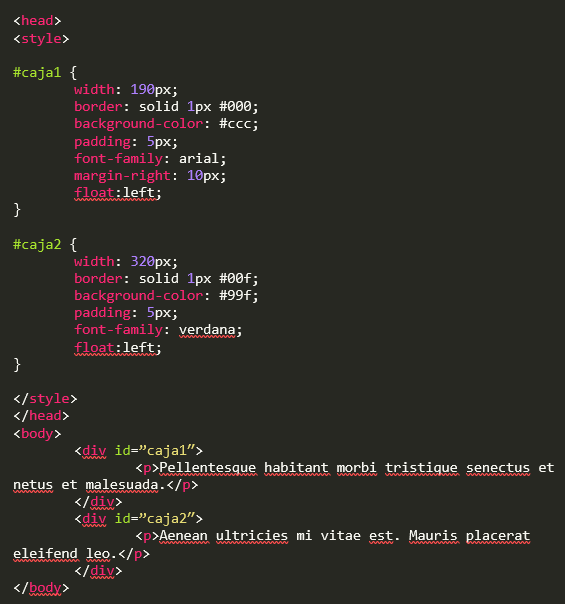 <head>
<style>
#caja1 {
width: 190px;
border: solid 1px #000;
background-color: #ccc;
padding: 5px;
font-family: arial;
margin-right: 10px;
float:left;
}
#caja2 {
width: 320px;
border: solid 1px #00f;
background-color: #99f;
padding: 5px;
font-family: verdana;
float:left;
}
</style>
</head>
<body>
<div id=”caja1”>
<p>Pellentesque habitant morbi tristique senectus et
netus et malesuada.</p>
</div>
<div id=”caja2”>
<p>Aenean ultricies mi vitae est. Mauris placerat
eleifend leo.</p>
</div>
</body>